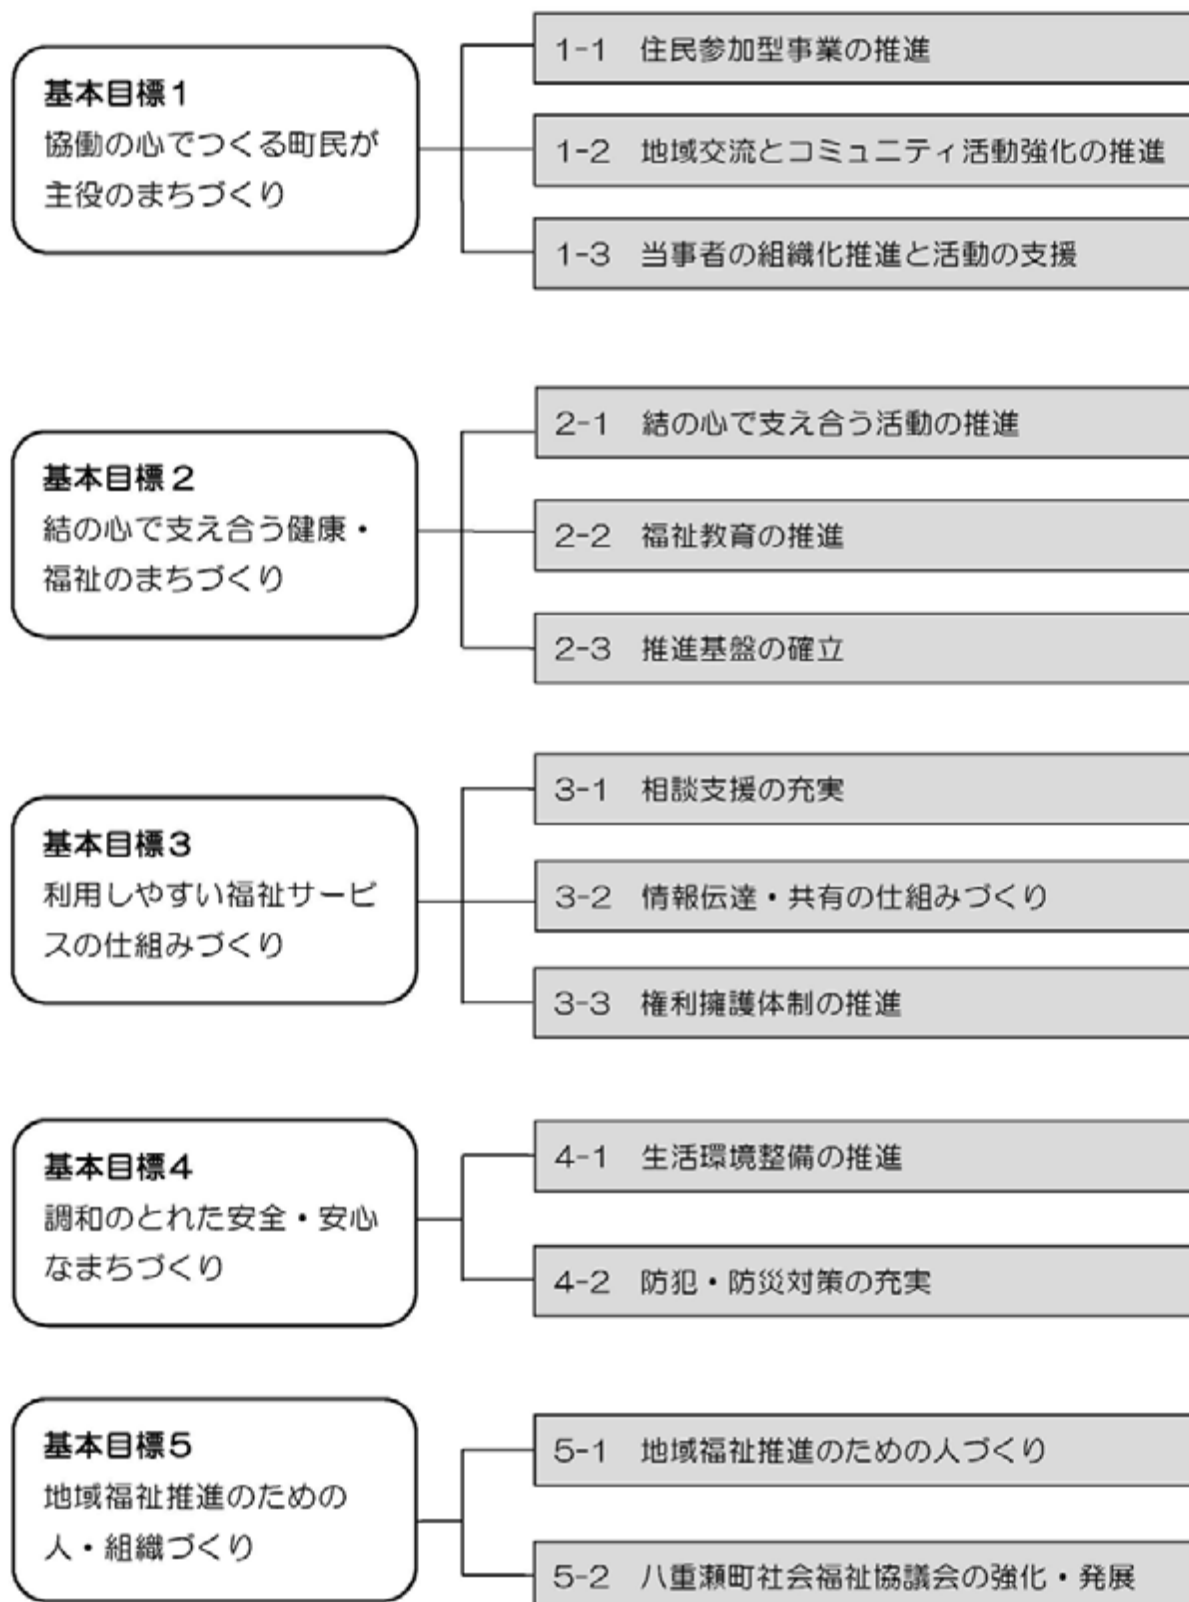 基本目標1
協働の心でつくる町民が
主役のまちづくり
1-1 住民参加型事業の推進
1-2 地域交流とコミュニティ活動強化の推進
1-3 当事者の組織化推進と活動の支援
基本目標2
結の心で支え合う健康・
福祉のまちづくり
2-1 結の心で支え合う活動の推進
2-2 福祉教育の推進
2-3 推進基盤の確立
基本目標3
利用しやすい福祉サービ
スの仕組みづくり
3-1 相談支援の充実
3-2 情報伝達・共有の仕組みづくり
3-3 権利擁護体制の推進
基本目標4
調和のとれた安全・安心
なまちづくり
4-1 生活環境整備の推進
4-2 防犯・防災対策の充実
基本目標5
地域福祉推進のための
人・組織づくり
5-1 地域福祉推進のための人づくり
5-2 八重瀬町社会福祉協議会の強化・発展